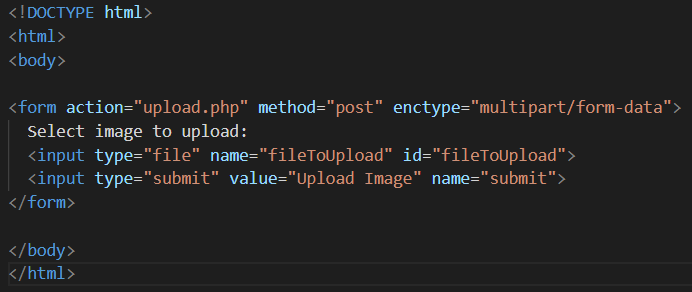 <!DOCTYPE html>
<html>
<body>
<form action="upload.php" method="post" enctype="multipart/form-data">
Select image to upload:
<input type="file" name="fileToUpload" id="fileToUpload">
<input type="submit" value="Upload Image" name="submit">
</form>
</body>
</html>